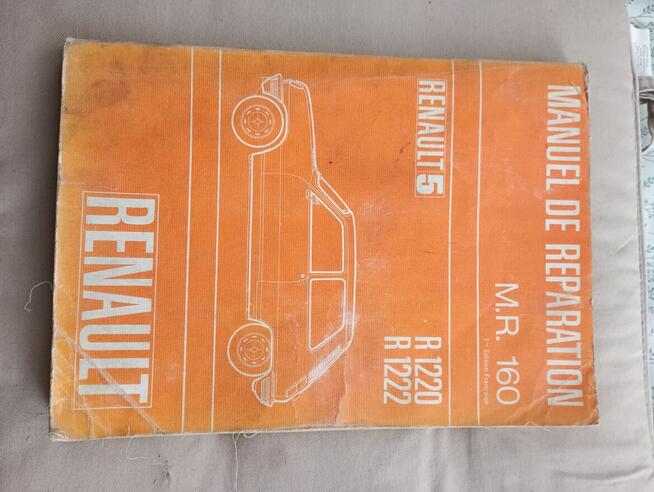 MANUEL DE REPARATION
M.R. 160
1re Edition Française
RENAULT 5
R 1220
R 1222
RENAULT